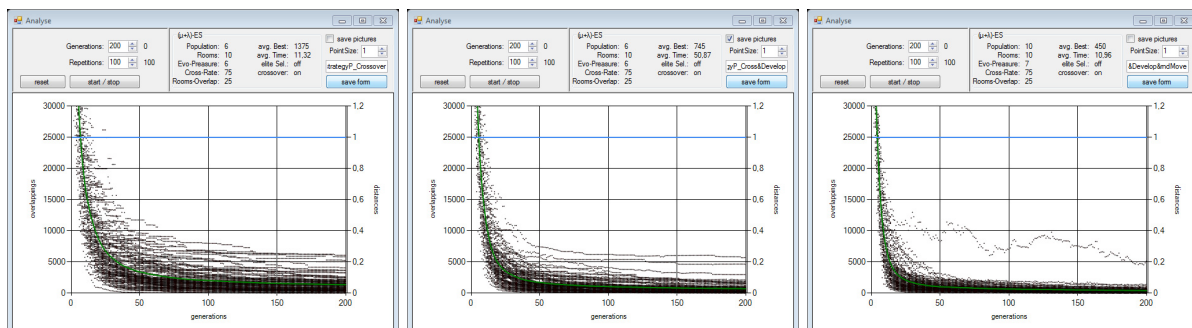 Analyse
Generations: 200 0
Repetitions: 100 100
reset start / stop
(μ+λ)-ES
Population: 6 avg. Best: 1375
Rooms: 10 avg. Time: 11,32
Evo-Preasure: 6 elite Sel.: off
Cross-Rate: 75 crossover: on
Rooms-Overlap: 25
save pictures
PointSize: 1
trategyP_Crossover
save form
30000 1,2
25000 1
20000 0,8
15000 0,6
10000 0,4
5000 0,2
0 0
overlappings
distances
0 50 100 150 200
generations
Analyse
Generations: 200 0
Repetitions: 100 100
reset start / stop
(μ+λ)-ES
Population: 6 avg. Best: 745
Rooms: 10 avg. Time: 50,87
Evo-Preasure: 6 elite Sel.: off
Cross-Rate: 75 crossover: on
Rooms-Overlap: 25
save pictures
PointSize: 1
gyP_Cross&Develop
save form
30000 1,2
25000 1
20000 0,8
15000 0,6
10000 0,4
5000 0,2
0 0
overlappings
distances
0 50 100 150 200
generations
Analyse
Generations: 200 0
Repetitions: 100 100
reset start / stop
(μ+λ)-ES
Population: 10 avg. Best: 450
Rooms: 10 avg. Time: 10,96
Evo-Preasure: 7 elite Sel.: off
Cross-Rate: 75 crossover: on
Rooms-Overlap: 25
save pictures
PointSize: 1
&Develop&rndMove
save form
30000 1,2
25000 1
20000 0,8
15000 0,6
10000 0,4
5000 0,2
0 0
overlappings
distances
0 50 100 150 200
generations